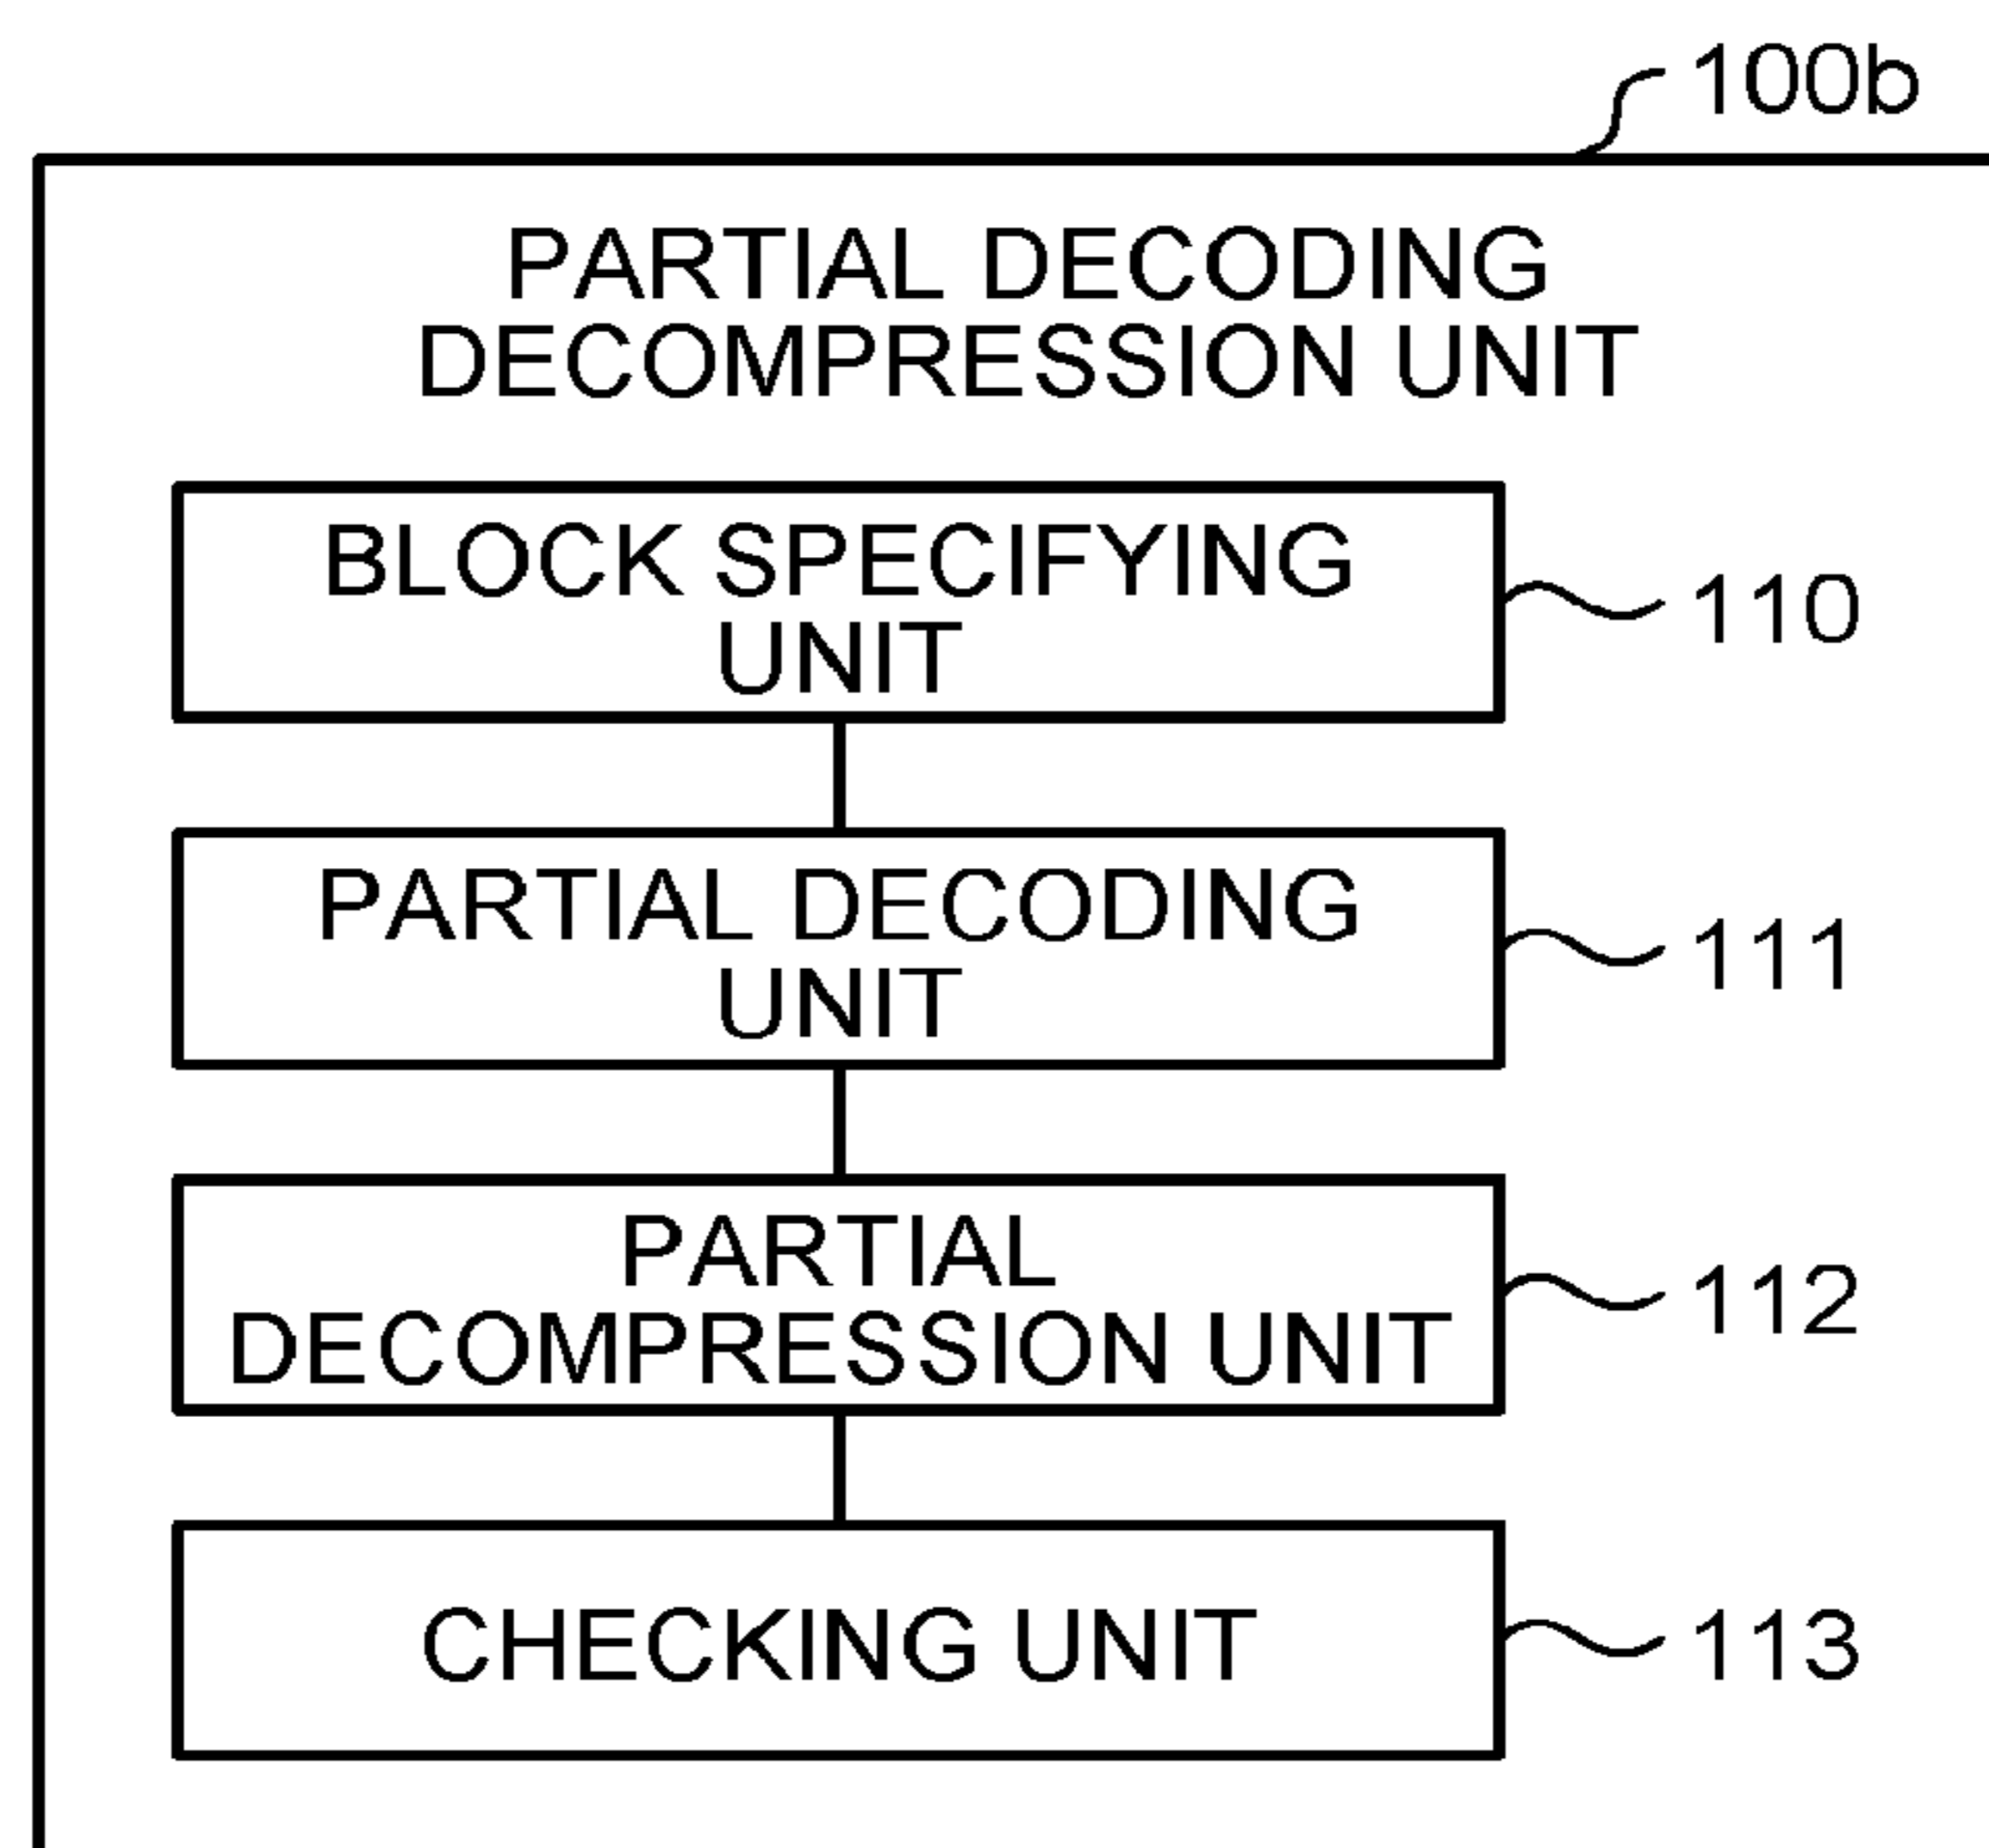 100b
PARTIAL DECODING
DECOMPRESSION UNIT
BLOCK SPECIFYING
UNIT
110
PARTIAL DECODING
UNIT
111
PARTIAL
DECOMPRESSION UNIT
112
CHECKING UNIT
113